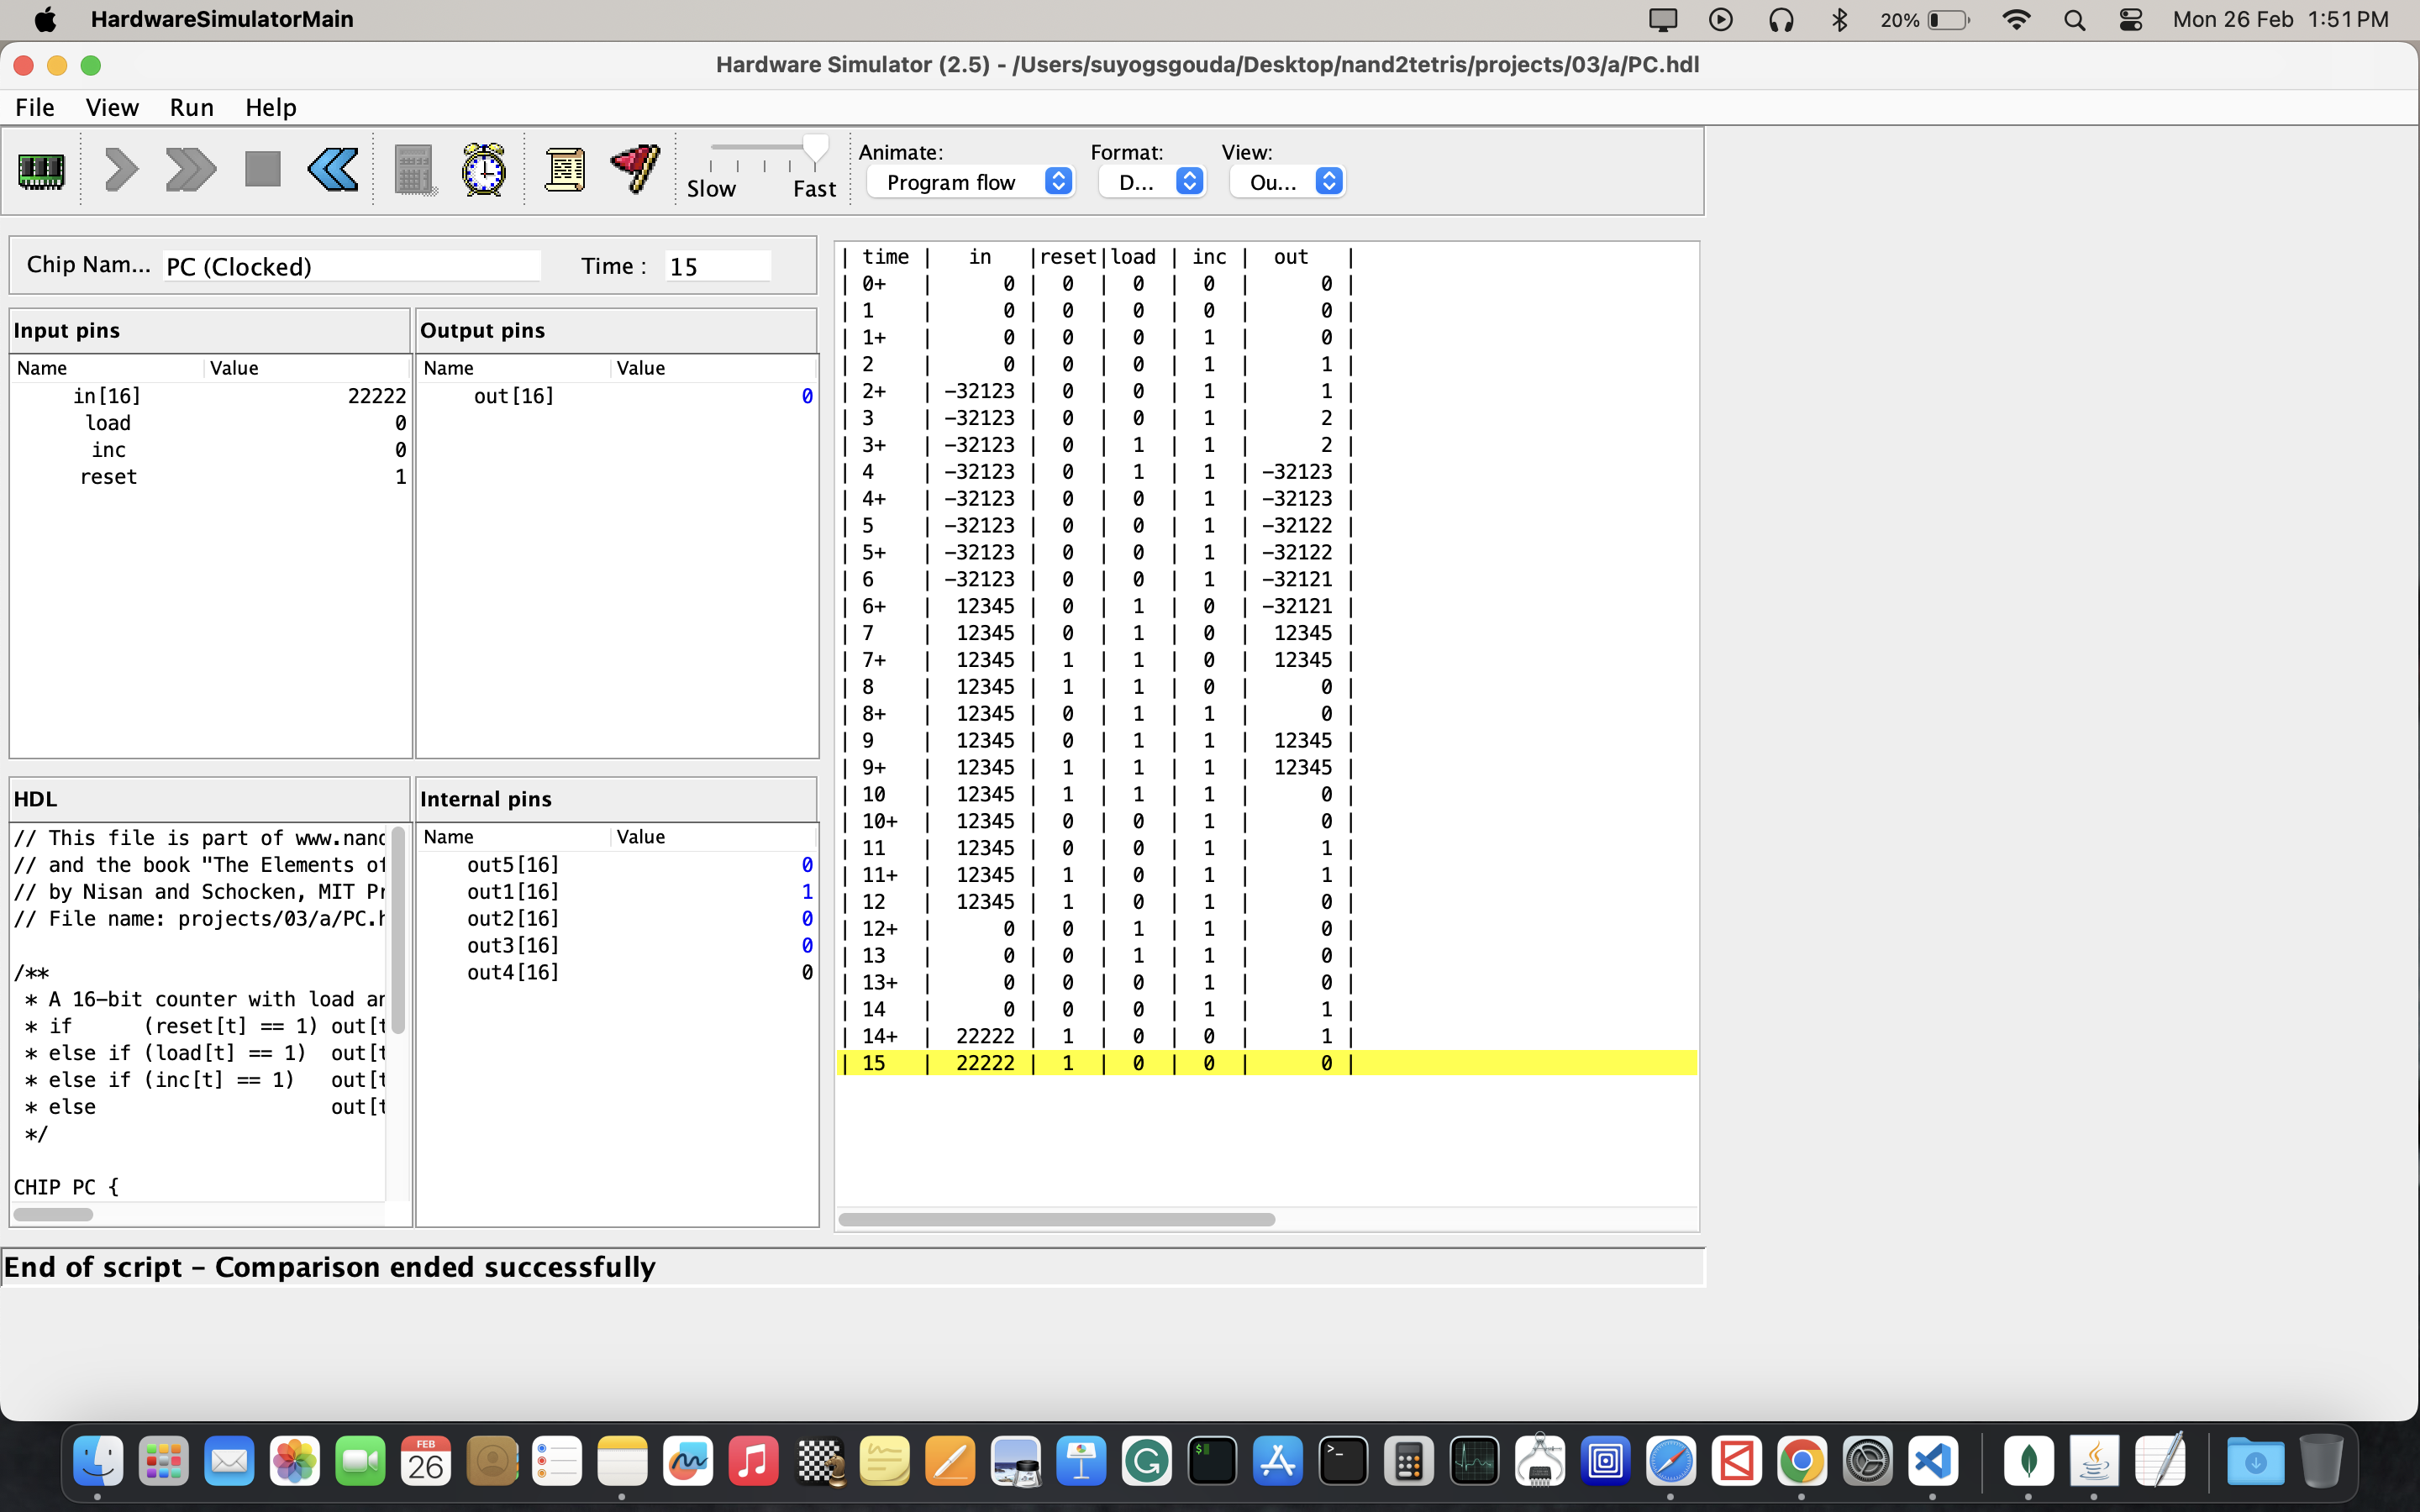 HardwareSimulatorMain
20%
Mon 26 Feb 1:51 PM
Hardware Simulator (2.5) - /Users/suyogsgouda/Desktop/nand2tetris/projects/03/a/PC.hdl
File View Run Help
Slow Fast
Animate: Format: View:
Program flow D... Ou...
Chip Nam... PC (Clocked) Time : 15
Input pins
Name Value
in[16] 22222
load 0
inc 0
reset 1
Output pins
Name Value
out[16] 0
HDL
// This file is part of www.nand
// and the book "The Elements of
// by Nisan and Schocken, MIT Pr
// File name: projects/03/a/PC.h
/**
* A 16-bit counter with load an
* if (reset[t] == 1) out[t
* else if (load[t] == 1) out[t
* else if (inc[t] == 1) out[t
* else out[t
*/
CHIP PC {
Internal pins
Name Value
out5[16] 0
out1[16] 1
out2[16] 0
out3[16] 0
out4[16] 0
| time | in |reset|load | inc | out |
| 0+ | 0 | 0 | 0 | 0 | 0 |
| 1 | 0 | 0 | 0 | 0 | 0 |
| 1+ | 0 | 0 | 0 | 1 | 0 |
| 2 | 0 | 0 | 0 | 1 | 1 |
| 2+ | -32123 | 0 | 0 | 1 | 1 |
| 3 | -32123 | 0 | 0 | 1 | 2 |
| 3+ | -32123 | 0 | 1 | 1 | 2 |
| 4 | -32123 | 0 | 1 | 1 | -32123 |
| 4+ | -32123 | 0 | 0 | 1 | -32123 |
| 5 | -32123 | 0 | 0 | 1 | -32122 |
| 5+ | -32123 | 0 | 0 | 1 | -32122 |
| 6 | -32123 | 0 | 0 | 1 | -32121 |
| 6+ | 12345 | 0 | 1 | 0 | -32121 |
| 7 | 12345 | 0 | 1 | 0 | 12345 |
| 7+ | 12345 | 1 | 1 | 0 | 12345 |
| 8 | 12345 | 1 | 1 | 0 | 0 |
| 8+ | 12345 | 0 | 1 | 1 | 0 |
| 9 | 12345 | 0 | 1 | 1 | 12345 |
| 9+ | 12345 | 1 | 1 | 1 | 12345 |
| 10 | 12345 | 1 | 1 | 1 | 0 |
| 10+ | 12345 | 0 | 0 | 1 | 0 |
| 11 | 12345 | 0 | 0 | 1 | 1 |
| 11+ | 12345 | 1 | 0 | 1 | 1 |
| 12 | 12345 | 1 | 0 | 1 | 0 |
| 12+ | 0 | 0 | 1 | 1 | 0 |
| 13 | 0 | 0 | 1 | 1 | 0 |
| 13+ | 0 | 0 | 0 | 1 | 0 |
| 14 | 0 | 0 | 0 | 1 | 1 |
| 14+ | 22222 | 1 | 0 | 0 | 1 |
| 15 | 22222 | 1 | 0 | 0 | 0 |
End of script - Comparison ended successfully
FEB
26